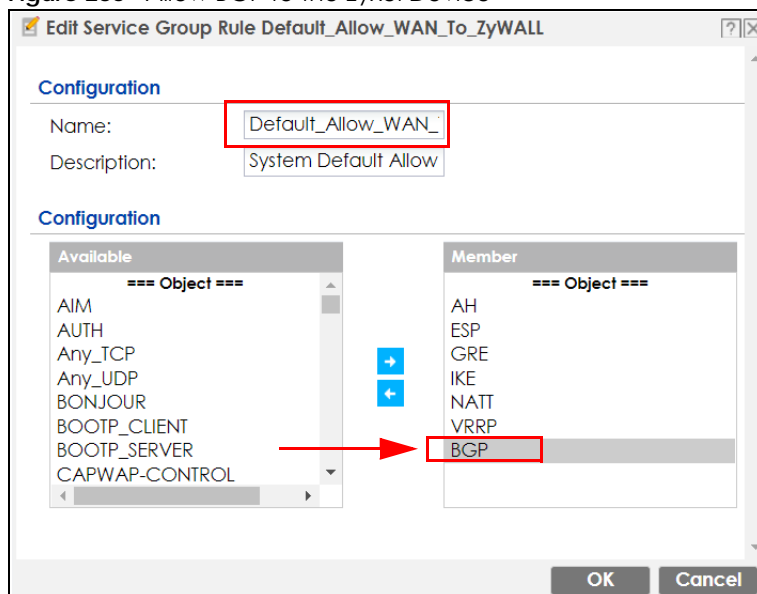 Edit Service Group Rule Default_Allow_WAN_To_ZyWALL
Configuration
Name: Default_Allow_WAN_
Description: System Default Allow
Configuration
Available
=== Object ===
AIM
AUTH
Any_TCP
Any_UDP
BONJOUR
BOOTP_CLIENT
BOOTP_SERVER
CAPWAP-CONTROL
Member
=== Object ===
AH
ESP
GRE
IKE
NATT
VRRP
BGP
OK Cancel